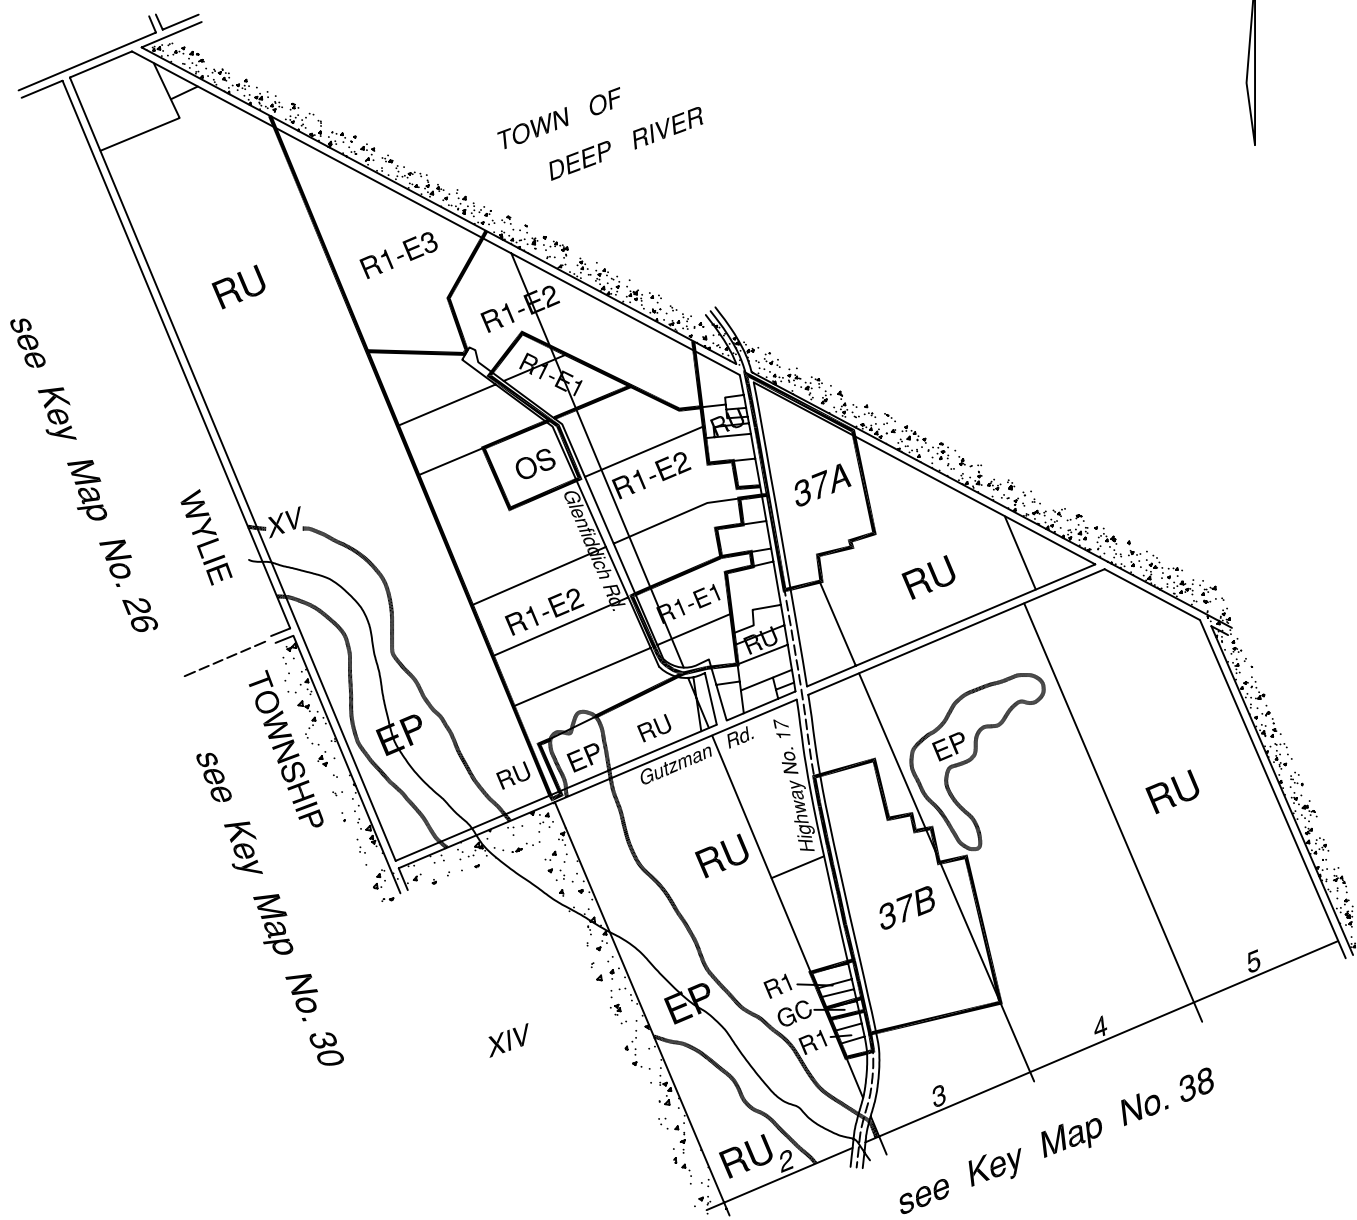 TOWN OF
DEEP RIVER
R1-E3
RU
R1-E2
R1-E1
RU
OS
R1-E2
37A
see Key Map No. 26
WYLIE
XV
Glenfiddich Rd.
RU
R1-E2
R1-E1
RU
TOWNSHIP
EP
RU
EP
RU
Gutzman Rd.
Highway No. 17
EP
RU
see Key Map No. 30
RU
37B
R1
GC
R1
EP
XIV
5
4
3
RU
2
see Key Map No. 38